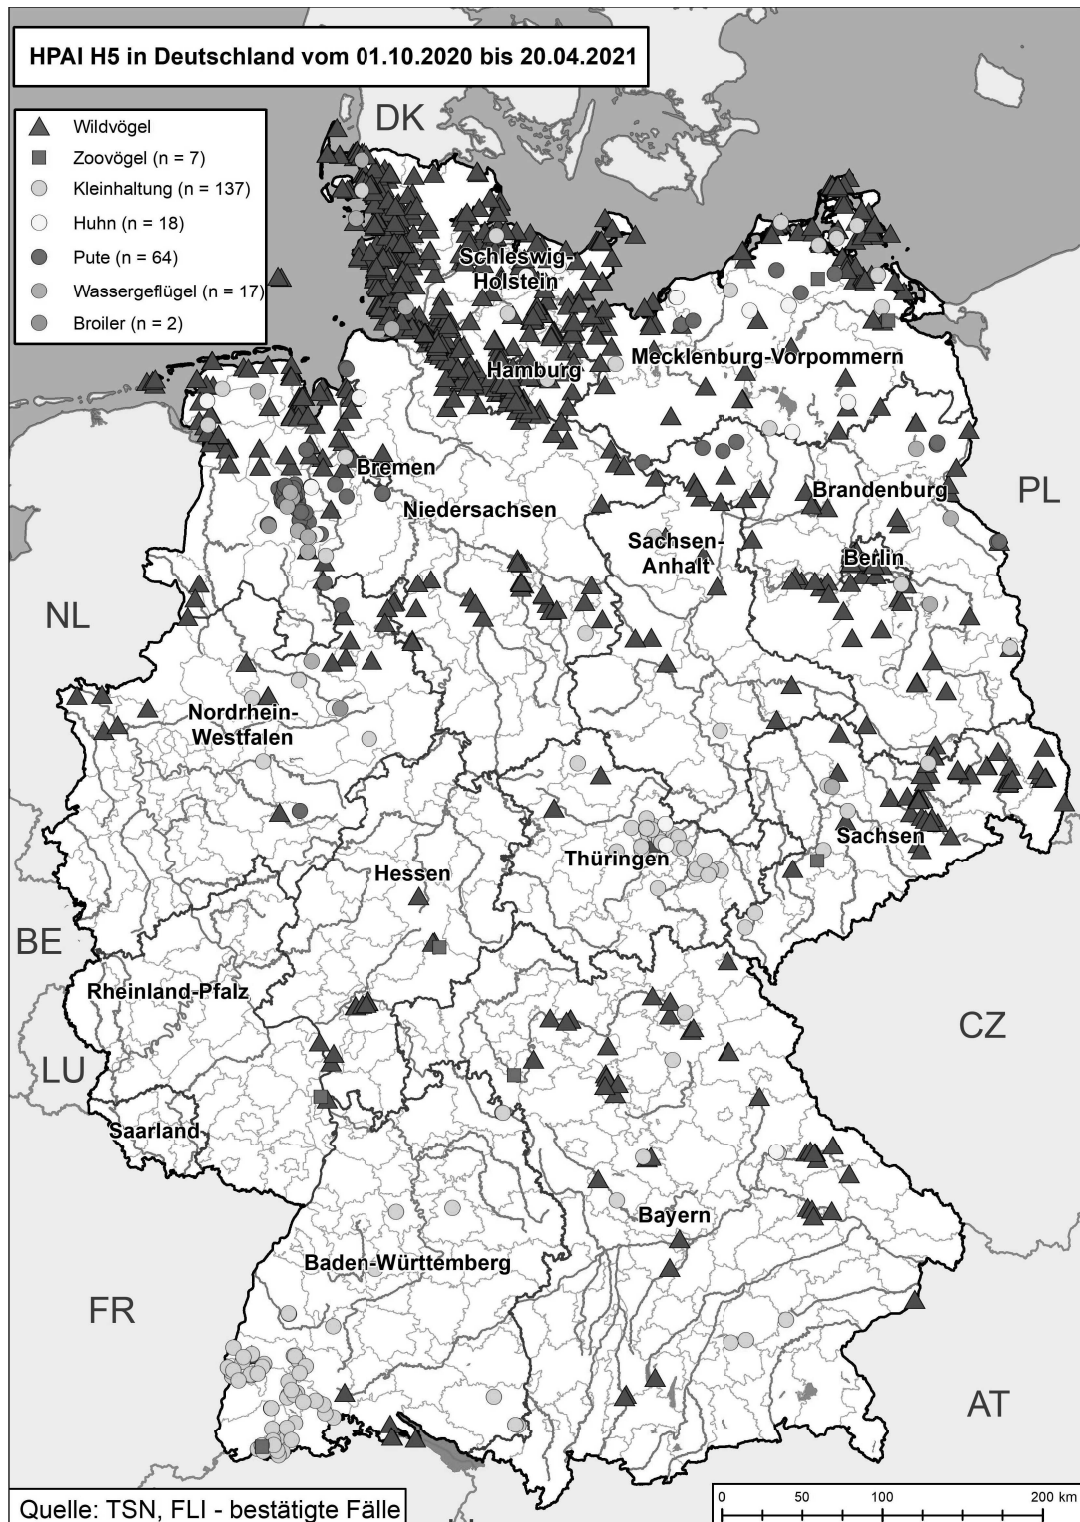 HPAI H5 in Deutschland vom 01.10.2020 bis 20.04.2021
Wildvögel
Zoovögel (n = 7)
Kleinhaltung (n = 137)
Huhn (n = 18)
Pute (n = 64)
Wassergeflügel (n = 17)
Broiler (n = 2)
DK
Schleswig-
Holstein
Mecklenburg-Vorpommern
Hamburg
Bremen
Niedersachsen
Brandenburg
PL
Sachsen-
Anhalt
Berlin
NL
Nordrhein-
Westfalen
Sachsen
Thüringen
Hessen
BE
Rheinland-Pfalz
CZ
LU
Saarland
Bayern
Baden-Württemberg
FR
AT
Quelle: TSN, FLI - bestätigte Fälle
0 50 100 200 km